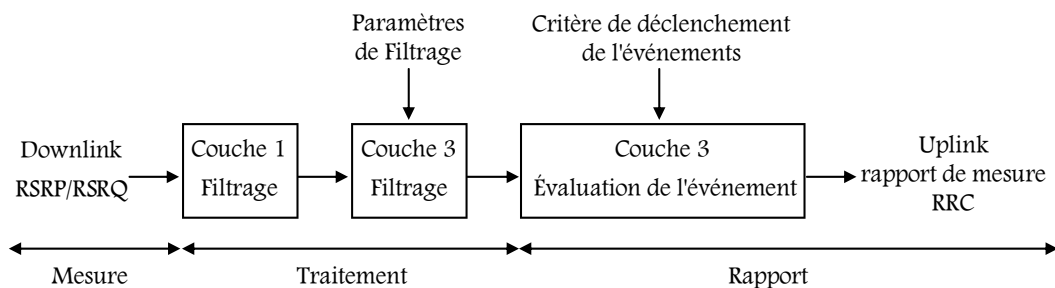 Paramètres
de Filtrage
Critère de déclenchement
de l'événements
Downlink
RSRP/RSRQ
Couche 1
Filtrage
Couche 3
Filtrage
Couche 3
Évaluation de l'événement
Uplink
rapport de mesure
RRC
Mesure
Traitement
Rapport